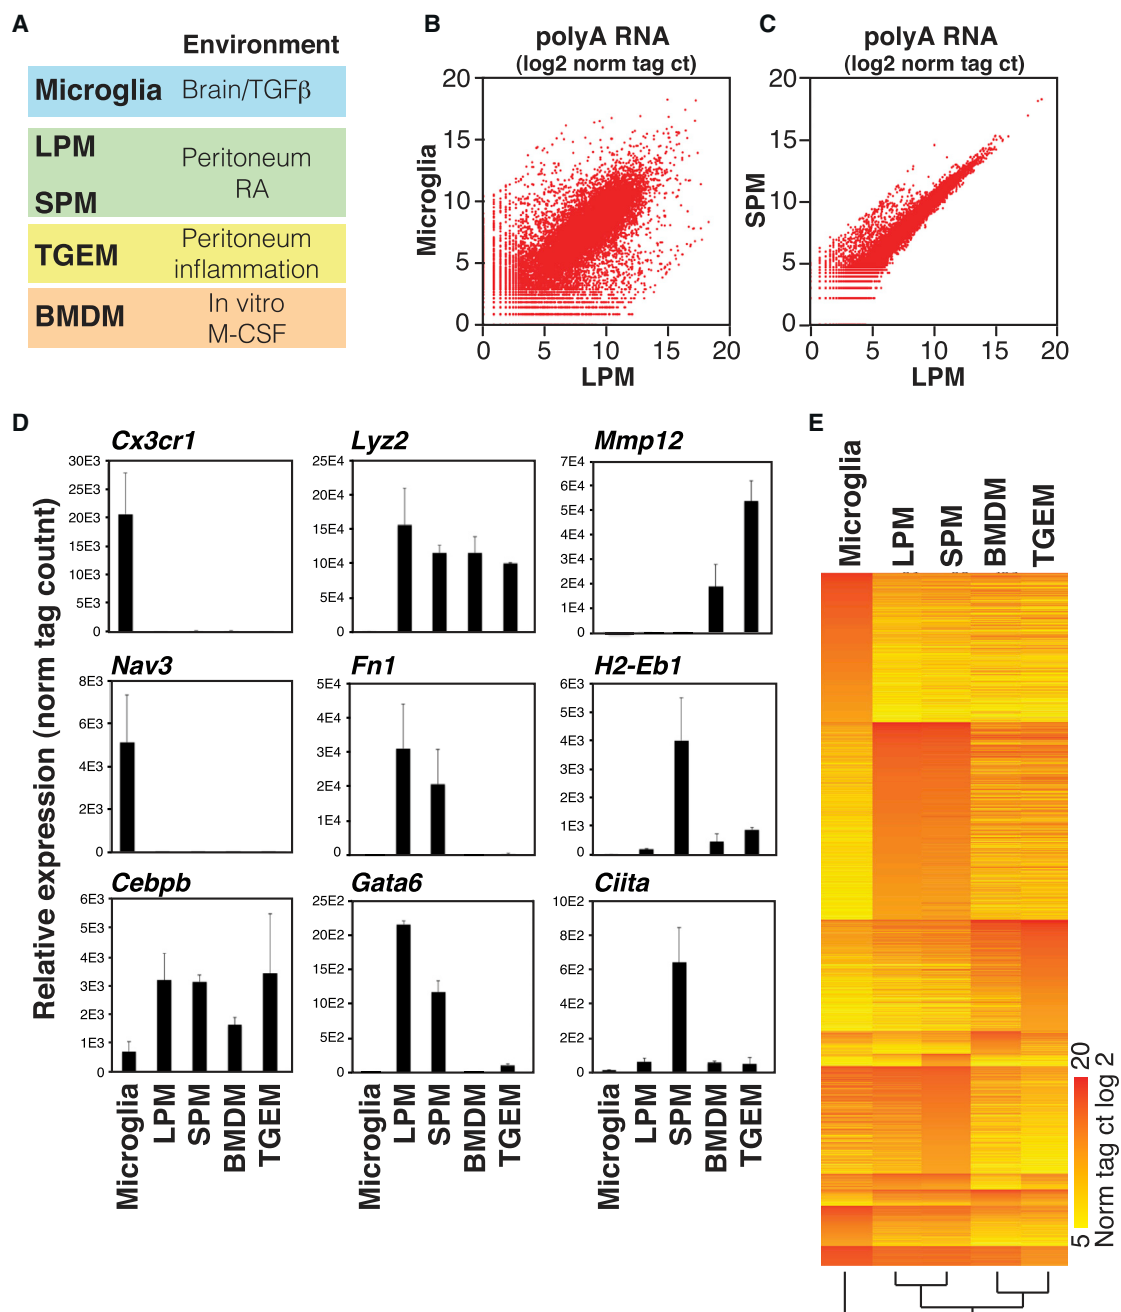 A
Environment
Microglia Brain/TGFβ
LPM
SPM
Peritoneum
RA
TGEM
Peritoneum
inflammation
BMDM
In vitro
M-CSF
B
polyA RNA
(log2 norm tag ct)
20
15
10
5
0
Microglia
0 5 10 15 20
LPM
C
polyA RNA
(log2 norm tag ct)
20
15
10
5
0
SPM
0 5 10 15 20
LPM
D
Relative expression (norm tag coutnt)
Cx3cr1
30E3
25E3
20E3
15E3
10E3
5E3
0
Lyz2
25E4
20E4
15E4
10E4
5E4
0
Mmp12
7E4
6E4
5E4
4E4
3E4
2E4
1E4
0
Nav3
8E3
6E3
4E3
2E3
0
Fn1
5E4
4E4
3E4
2E4
1E4
0
H2-Eb1
6E3
5E3
4E3
3E3
2E3
1E3
0
Cebpb
6E3
5E3
4E3
3E3
2E3
1E3
0
Gata6
25E2
20E2
15E2
10E2
5E2
0
Ciita
10E2
8E2
6E2
4E2
2E2
0
Microglia LPM SPM BMDM TGEM
Microglia LPM SPM BMDM TGEM
Microglia LPM SPM BMDM TGEM
E
Microglia LPM SPM BMDM TGEM
5 20
Norm tag ct log 2